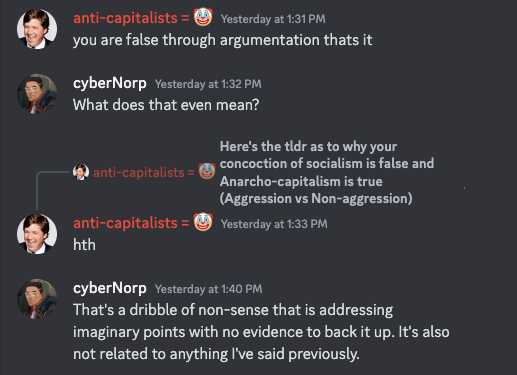 anti-capitalists = 🤡 Yesterday at 1:31 PM
you are false through argumentation thats it
cyberNorp Yesterday at 1:32 PM
What does that even mean?
anti-capitalists = 🤡 Here's the tldr as to why your
concoction of socialism is false and
Anarcho-capitalism is true
(Aggression vs Non-aggression)
anti-capitalists = 🤡 Yesterday at 1:33 PM
hth
cyberNorp Yesterday at 1:40 PM
That's a dribble of non-sense that is addressing
imaginary points with no evidence to back it up. It's also
not related to anything I've said previously.